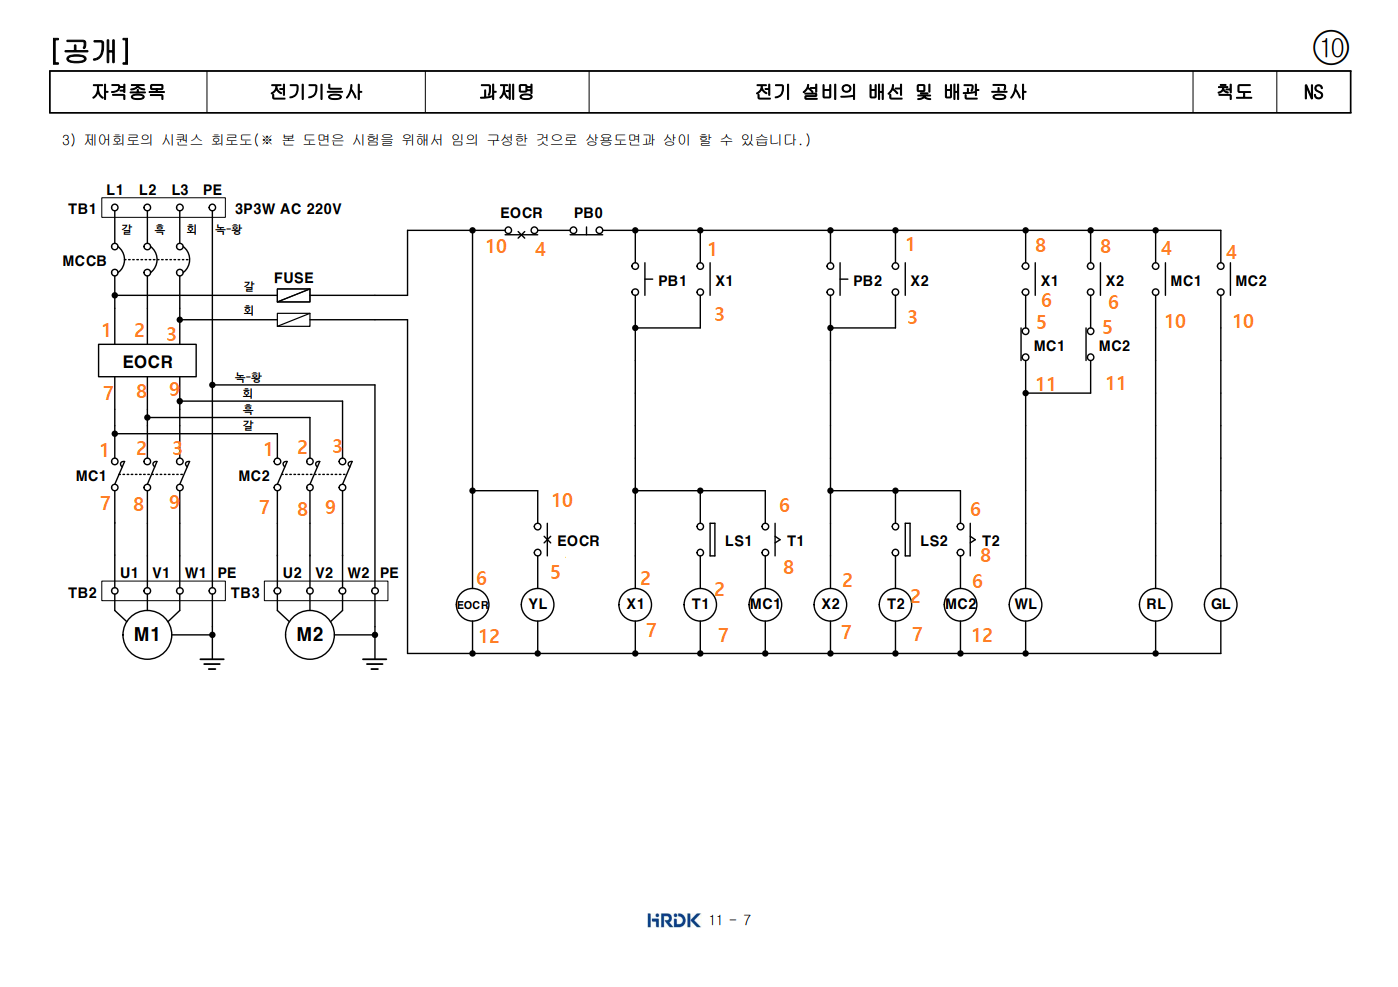 [공개]
10
자격종목 전기기능사 과제명 전기 설비의 배선 및 배관 공사 척도 NS
3) 제어회로의 시퀀스 회로도(※ 본 도면은 시험을 위해서 임의 구성한 것으로 상용도면과 상이 할 수 있습니다.)
L1 L2 L3 PE
TB1 3P3W AC 220V
갈 흑 회 녹-황
MCCB
FUSE
갈
회
1 2 3
EOCR
7 8 9
녹-황
회
흑
갈
1 2 3 1 2 3
MC1 MC2
7 8 9 7 8 9
U1 V1 W1 PE U2 V2 W2 PE
TB2 TB3
M1 M2
EOCR PB0
10 4
1 1 8 8 4 4
PB1 X1 PB2 X2 X1 X2 MC1 MC2
3 3 6 6 10 10
5 5
MC1 MC2
11 11
10 6 6
EOCR LS1 T1 LS2 T2
5 8 8
6 2 2 2 2 6
EOCR YL X1 T1 MC1 X2 T2 MC2 WL RL GL
12 7 7 7 7 12
HRDK 11 - 7